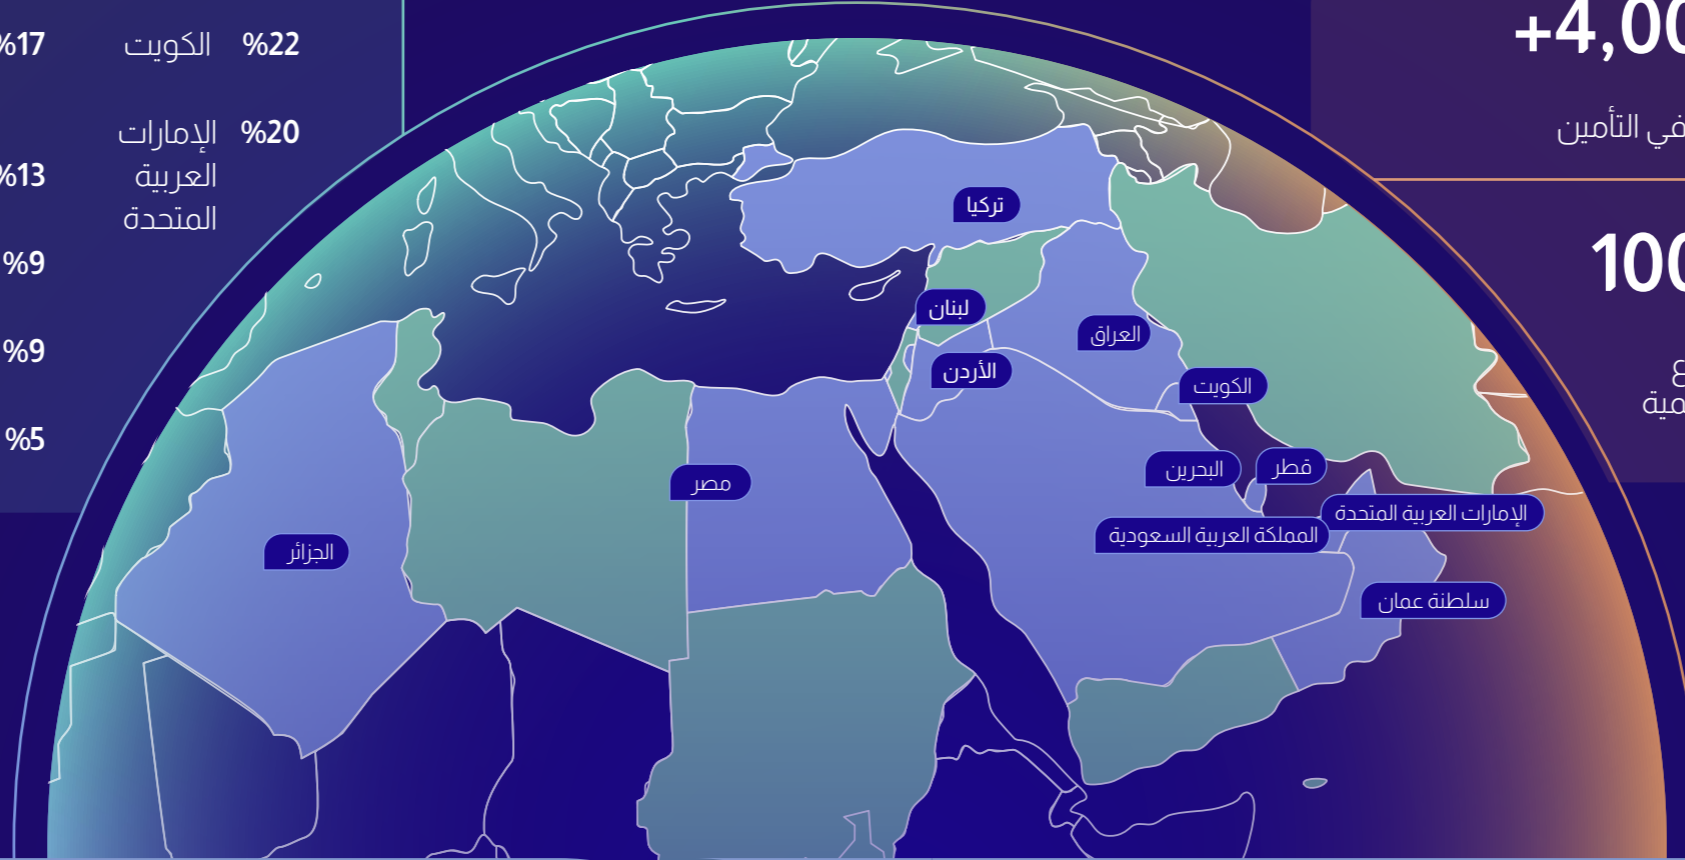 +4,00
في التأمين
100
ع
مية
%22 الكويت
%20 الإمارات
العربية
المتحدة
%17
%13
%9
%9
%5
تركيا
لبنان
العراق
الأردن
الكويت
قطر
البحرين
مصر
الإمارات العربية المتحدة
المملكة العربية السعودية
الجزائر
سلطنة عمان